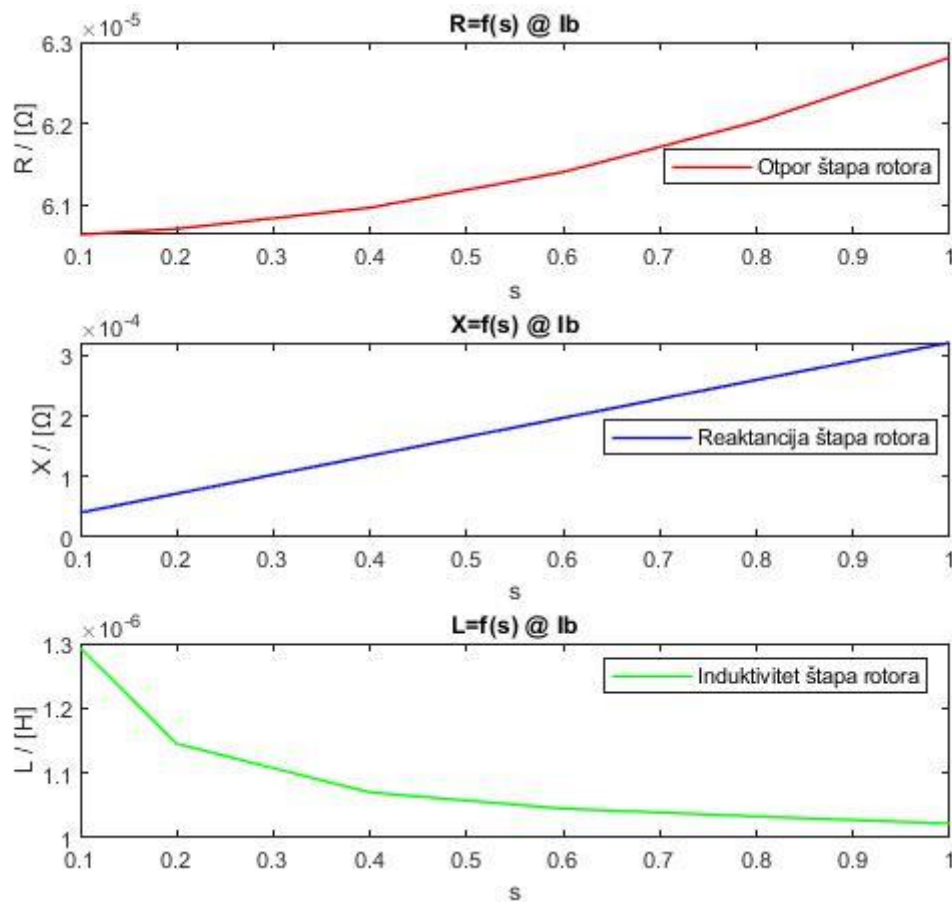 ×10⁻⁵
R=f(s) @ Ib
6.3
6.2
6.1
R / [Ω]
Otpor štapa rotora
0.1 0.2 0.3 0.4 0.5 0.6 0.7 0.8 0.9 1
s
×10⁻⁴
X=f(s) @ Ib
3
2
1
0
X / [Ω]
Reaktancija štapa rotora
0.1 0.2 0.3 0.4 0.5 0.6 0.7 0.8 0.9 1
s
×10⁻⁶
L=f(s) @ Ib
1.3
1.2
1.1
1
L / [H]
Induktivitet štapa rotora
0.1 0.2 0.3 0.4 0.5 0.6 0.7 0.8 0.9 1
s